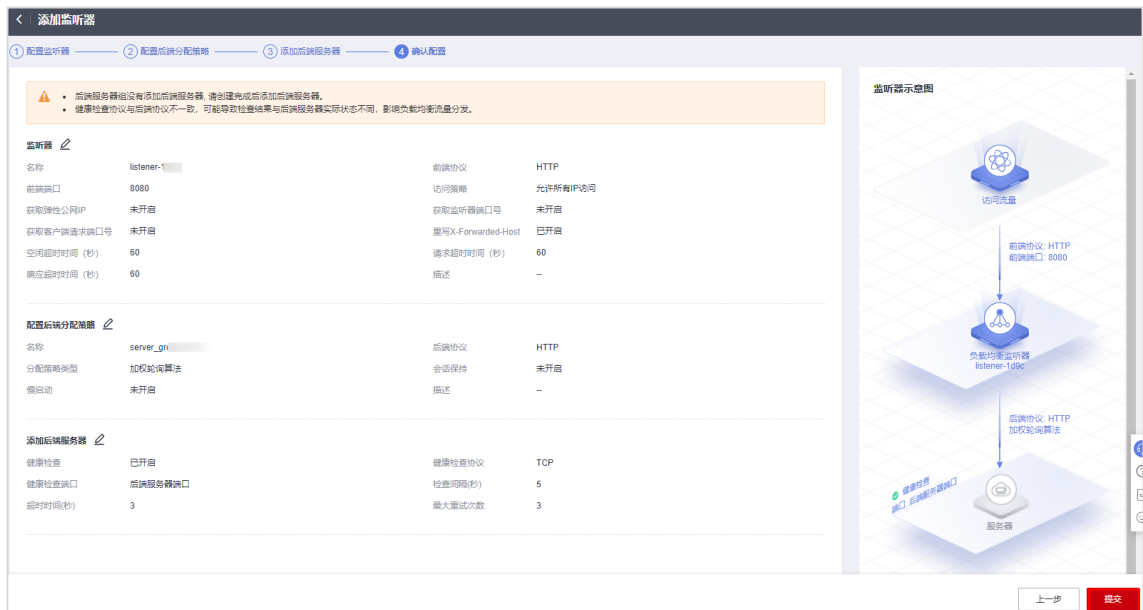 添加监听器
1 配置监听器
2 配置后端分配策略
3 添加后端服务器
4 确认配置
后端服务器组没有添加后端服务器, 请创建完成后添加后端服务器。
健康检查协议与后端协议不一致，可能导致检查结果与后端服务器实际状态不同，影响负载均衡流量分发。
监听器
名称 listener- 前端协议 HTTP
前端端口 8080 访问策略 允许所有IP访问
获取弹性公网IP 未开启 获取监听器端口号 未开启
获取客户端请求端口号 未开启 重写X-Forwarded-Host 已开启
空闲超时时间（秒） 60 请求超时时间（秒） 60
响应超时时间（秒） 60 描述 --
配置后端分配策略
名称 server_gr 后端协议 HTTP
分配策略类型 加权轮询算法 会话保持 未开启
慢启动 未开启 描述 --
添加后端服务器
健康检查 已开启 健康检查协议 TCP
健康检查端口 后端服务器端口 检查间隔(秒) 5
超时时间(秒) 3 最大重试次数 3
监听器示意图
访问流量
前端协议: HTTP
前端端口: 8080
负载均衡监听器
listener-1d9c
后端协议: HTTP
加权轮询算法
健康检查
端口: 后端服务器端口
服务器
上一步
提交